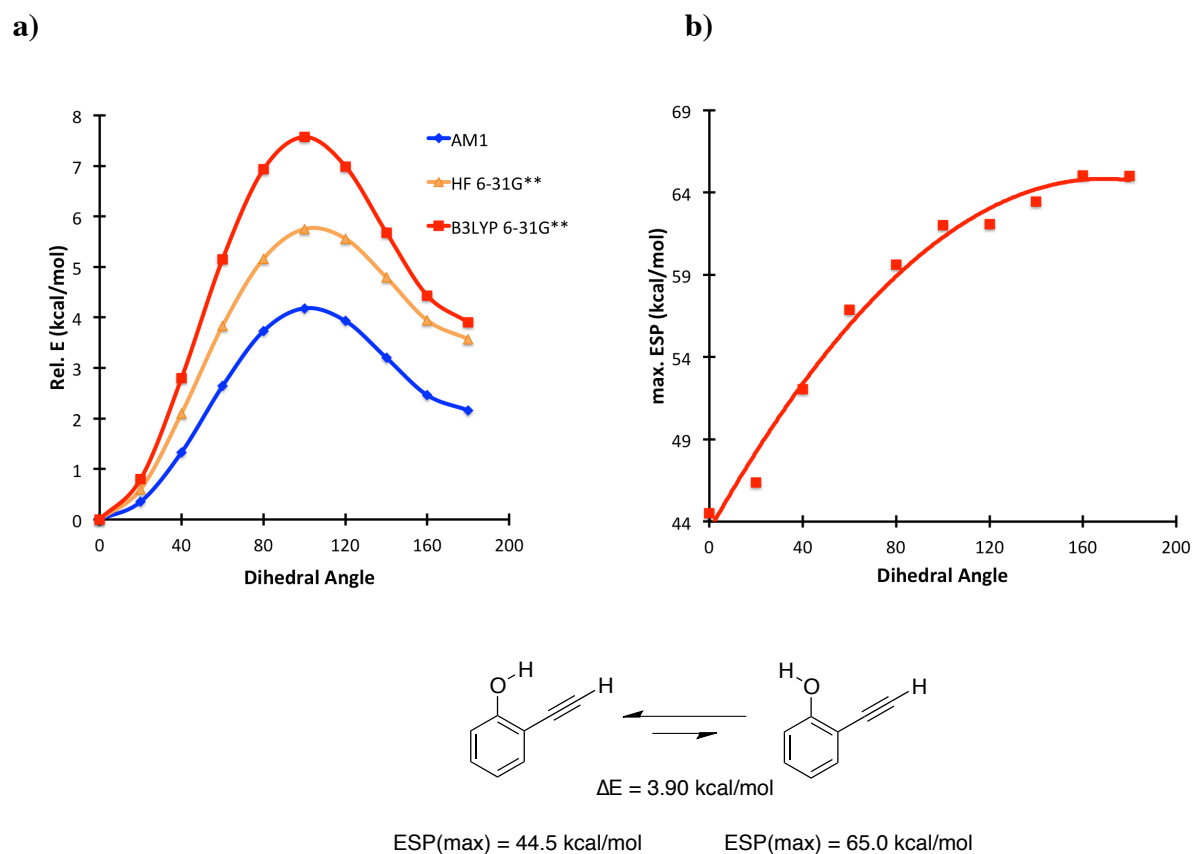 a)
b)
Rel. E (kcal/mol)
8
7
6
5
4
3
2
1
0
0 40 80 120 160 200
Dihedral Angle
AM1
HF 6-31G**
B3LYP 6-31G**
max. ESP (kcal/mol)
69
64
59
54
49
44
0 40 80 120 160 200
Dihedral Angle
O H H
H O H
ΔE = 3.90 kcal/mol
ESP(max) = 44.5 kcal/mol ESP(max) = 65.0 kcal/mol